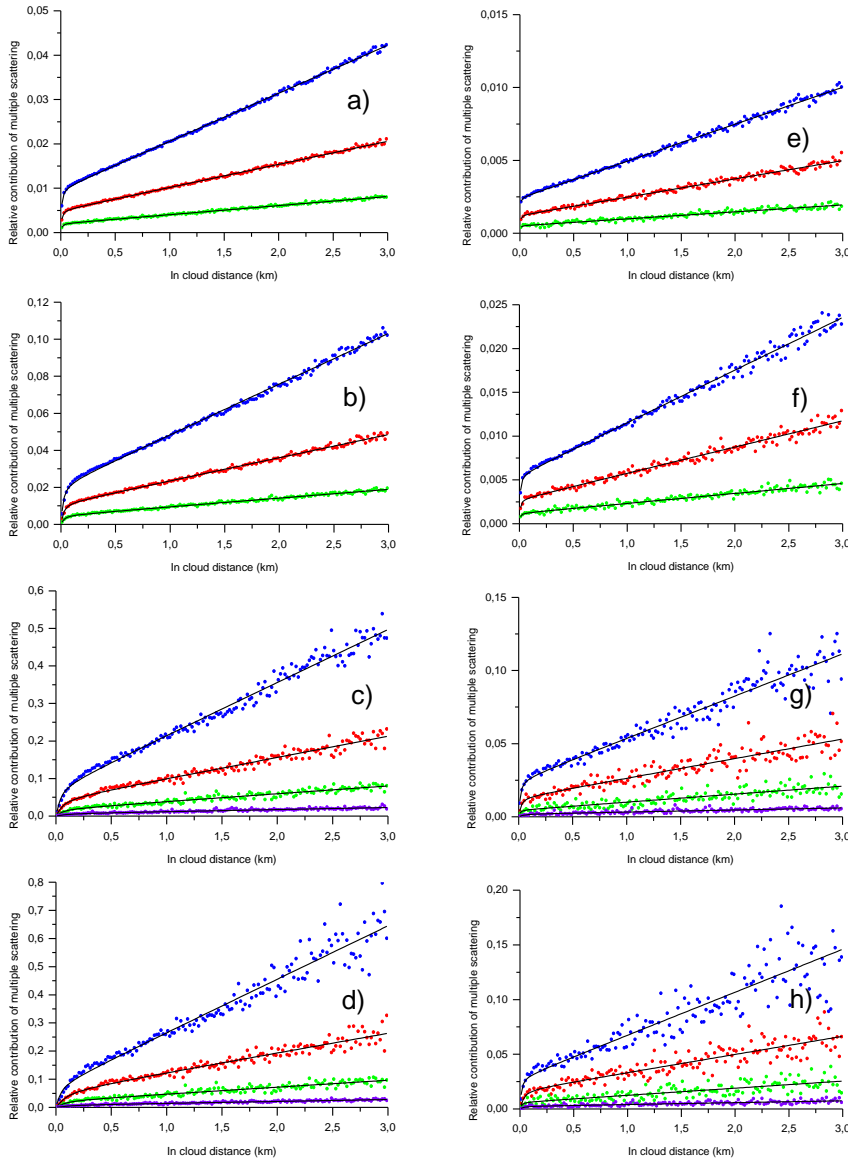 0,05
0,04
0,03
0,02
0,01
0,00
Relative contribution of multiple scattering
a)
0,0 0,5 1,0 1,5 2,0 2,5 3,0
In cloud distance (km)
0,010
0,005
0,000
Relative contribution of multiple scattering
e)
0,0 0,5 1,0 1,5 2,0 2,5 3,0
In cloud distance (km)
0,12
0,10
0,08
0,06
0,04
0,02
0,00
Relative contribution of multiple scattering
b)
0,0 0,5 1,0 1,5 2,0 2,5 3,0
In cloud distance (km)
0,025
0,020
0,015
0,010
0,005
0,000
Relative contribution of multiple scattering
f)
0,0 0,5 1,0 1,5 2,0 2,5 3,0
In cloud distance (km)
0,6
0,5
0,4
0,3
0,2
0,1
0,0
Relative contribution of multiple scattering
c)
0,0 0,5 1,0 1,5 2,0 2,5 3,0
In cloud distance (km)
0,15
0,10
0,05
0,00
Relative contribution of multiple scattering
g)
0,0 0,5 1,0 1,5 2,0 2,5 3,0
In cloud distance (km)
0,8
0,7
0,6
0,5
0,4
0,3
0,2
0,1
0,0
Relative contribution of multiple scattering
d)
0,0 0,5 1,0 1,5 2,0 2,5 3,0
In cloud distance (km)
0,20
0,15
0,10
0,05
0,00
Relative contribution of multiple scattering
h)
0,0 0,5 1,0 1,5 2,0 2,5 3,0
In cloud distance (km)